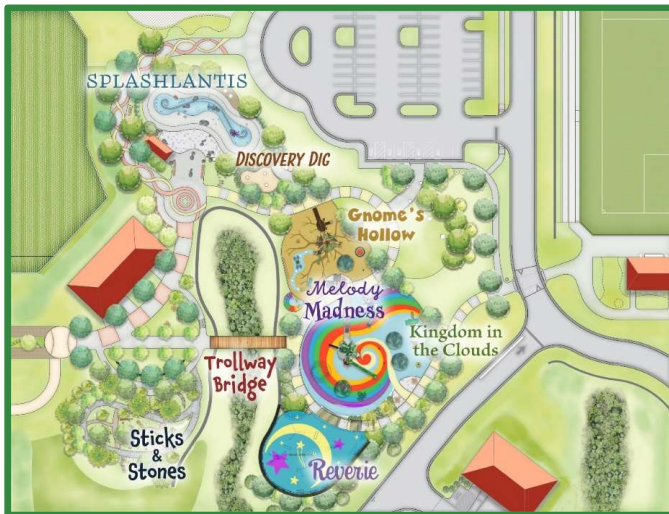 SPLASHLANTIS
DISCOVERY DIG
Gnome's
Hollow
Melody
Madness
Kingdom in
the Clouds
Trollway
Bridge
Sticks
&
Stones
Reverie